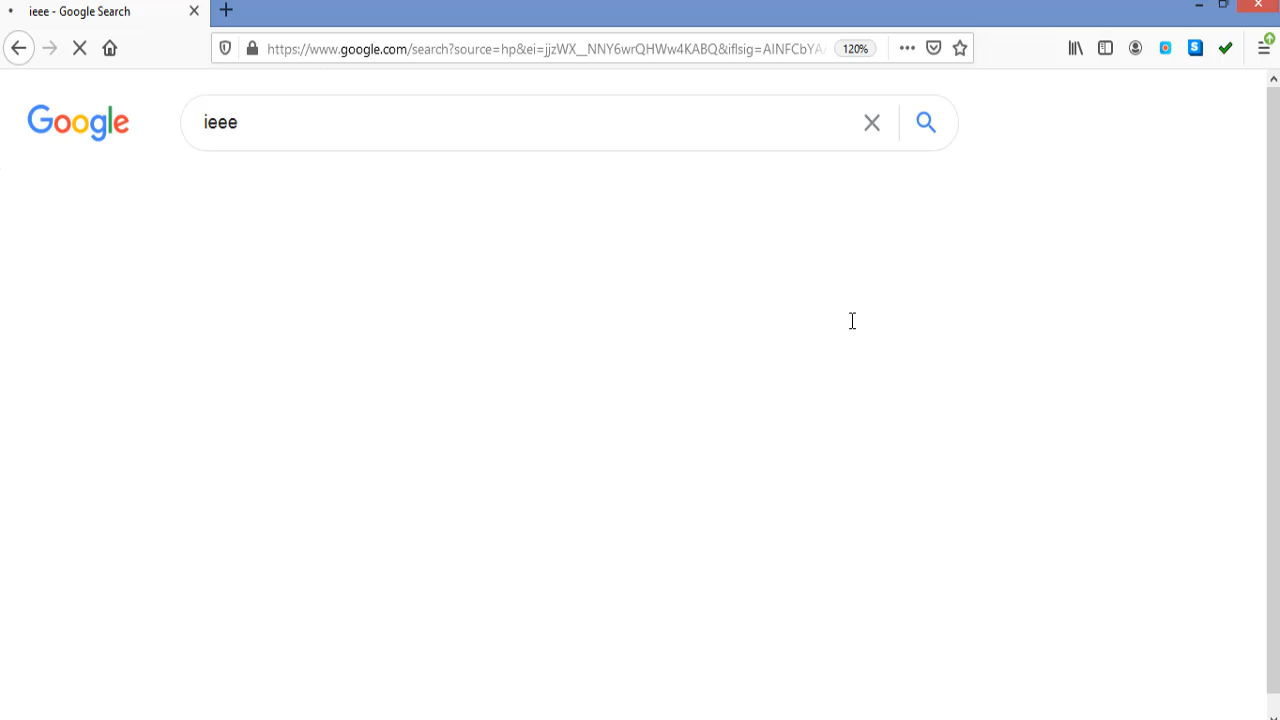 ieee - Google Search
https://www.google.com/search?source=hp&ei=jjzWX__NNY6wrQHWw4KABQ&iflsig=AINFCbYA
120%
Google
ieee